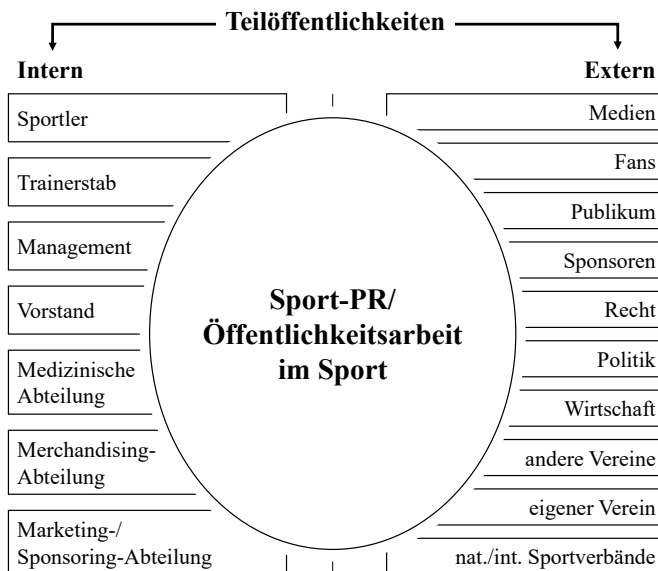 Teilöffentlichkeiten
Intern
Extern
Sportler
Trainerstab
Management
Vorstand
Medizinische
Abteilung
Merchandising-
Abteilung
Marketing-/
Sponsoring-Abteilung
Sport-PR/
Öffentlichkeitsarbeit
im Sport
Medien
Fans
Publikum
Sponsoren
Recht
Politik
Wirtschaft
andere Vereine
eigener Verein
nat./int. Sportverbände